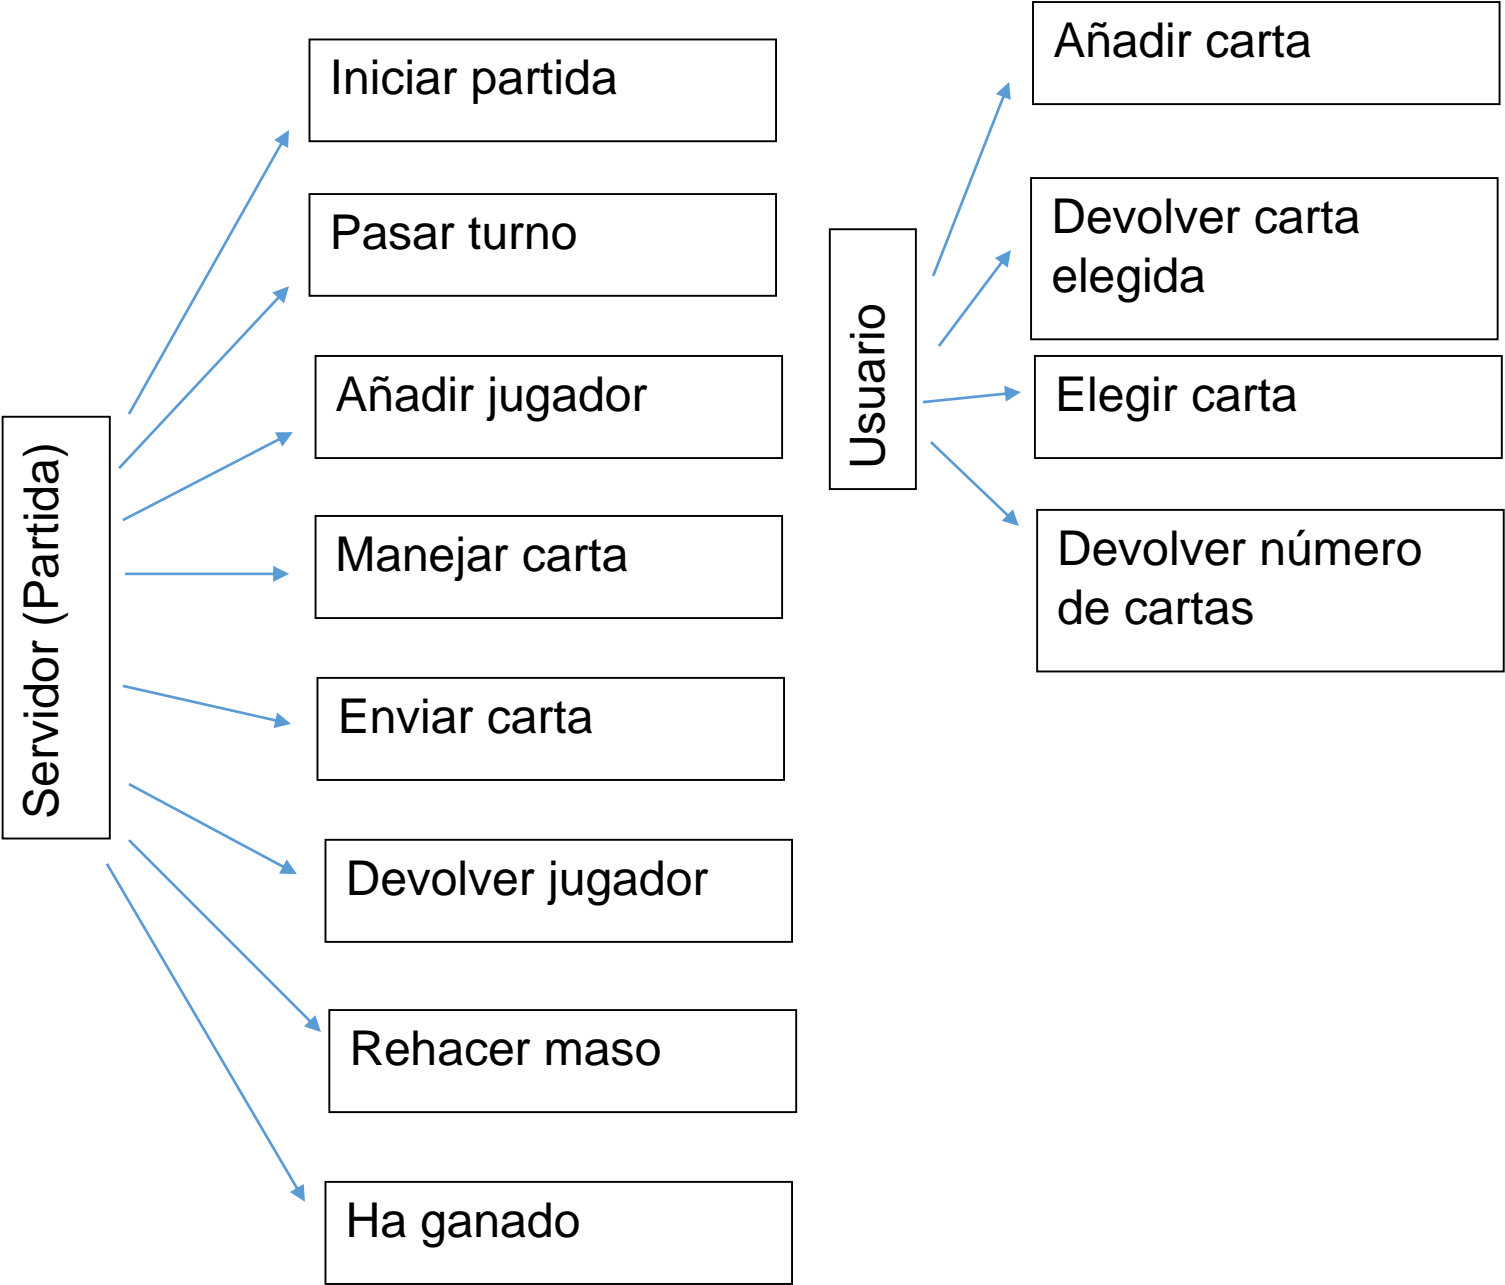 Servidor (Partida)
Iniciar partida
Pasar turno
Añadir jugador
Manejar carta
Enviar carta
Devolver jugador
Rehacer maso
Ha ganado
Usuario
Añadir carta
Devolver carta
elegida
Elegir carta
Devolver número
de cartas